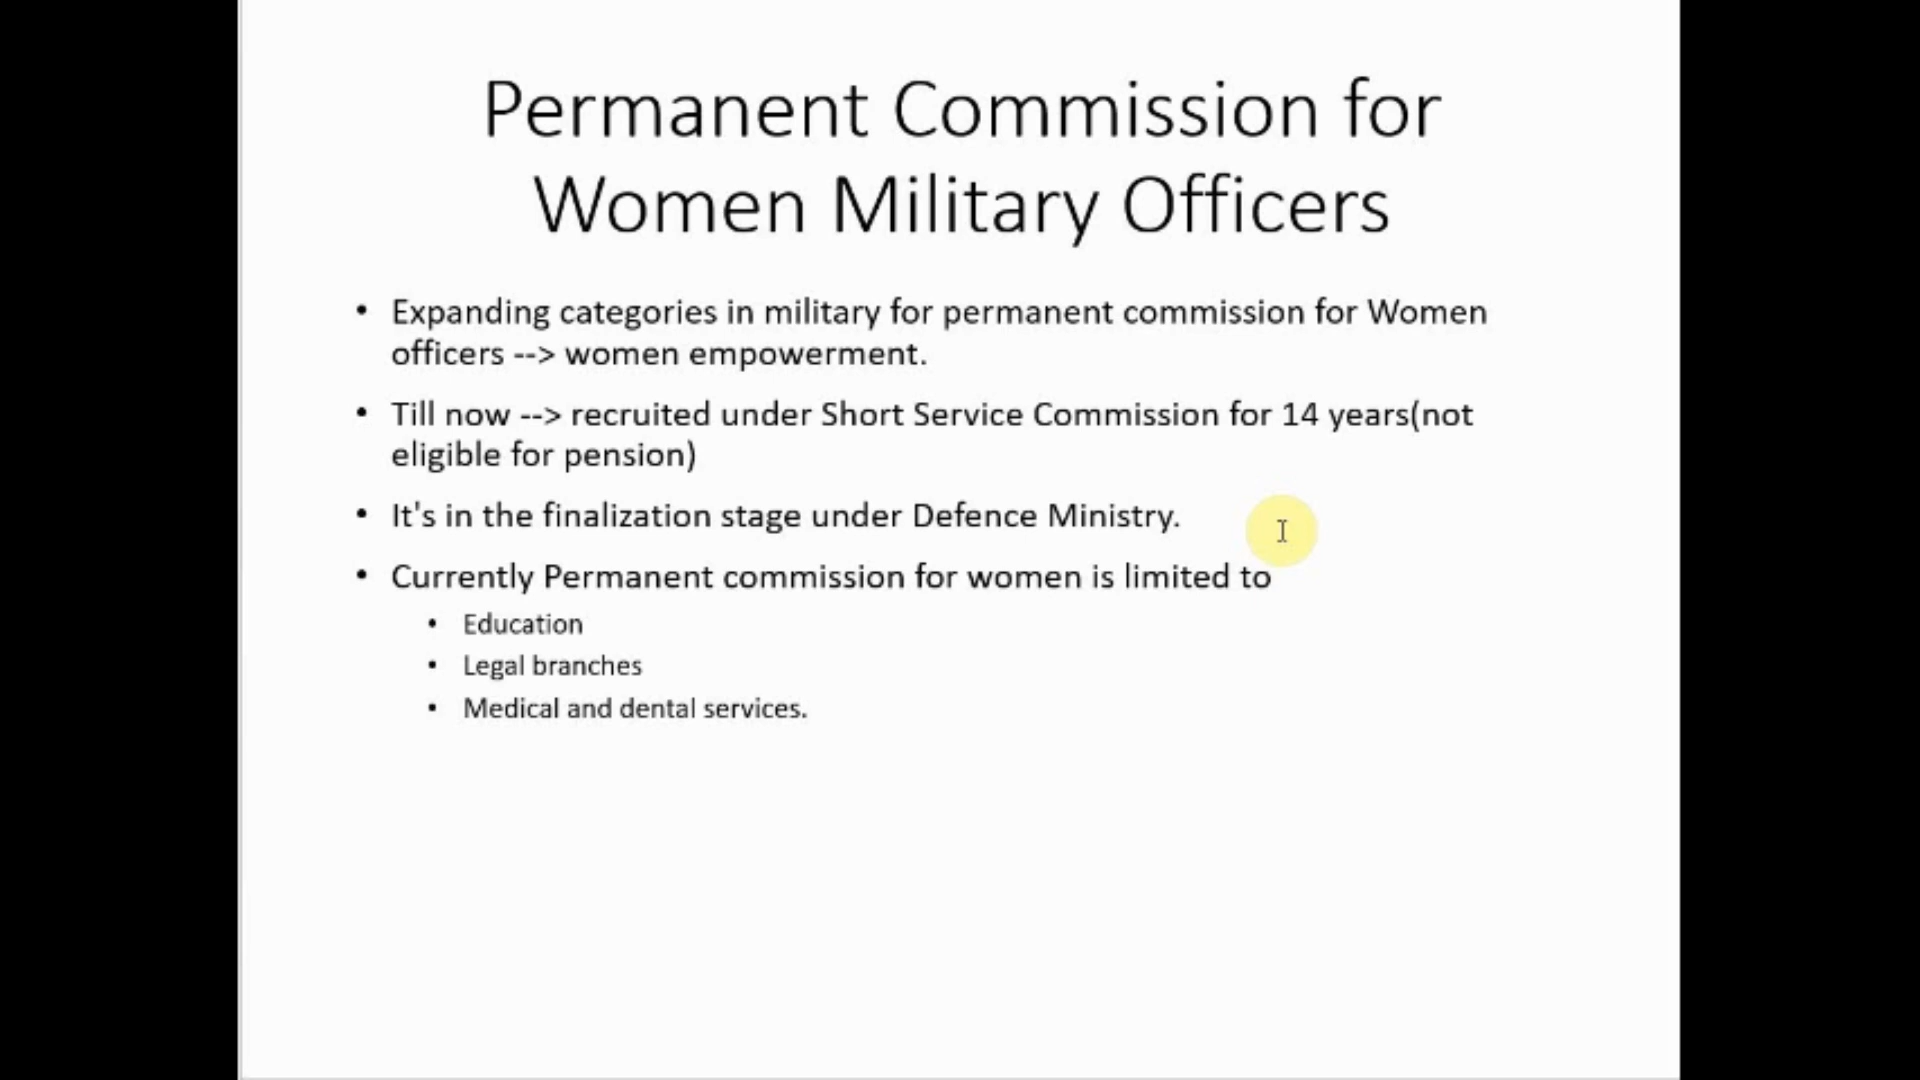 Permanent Commission for
Women Military Officers
• Expanding categories in military for permanent commission for Women
officers --> women empowerment.
• Till now --> recruited under Short Service Commission for 14 years(not
eligible for pension)
• It's in the finalization stage under Defence Ministry.
• Currently Permanent commission for women is limited to
• Education
• Legal branches
• Medical and dental services.